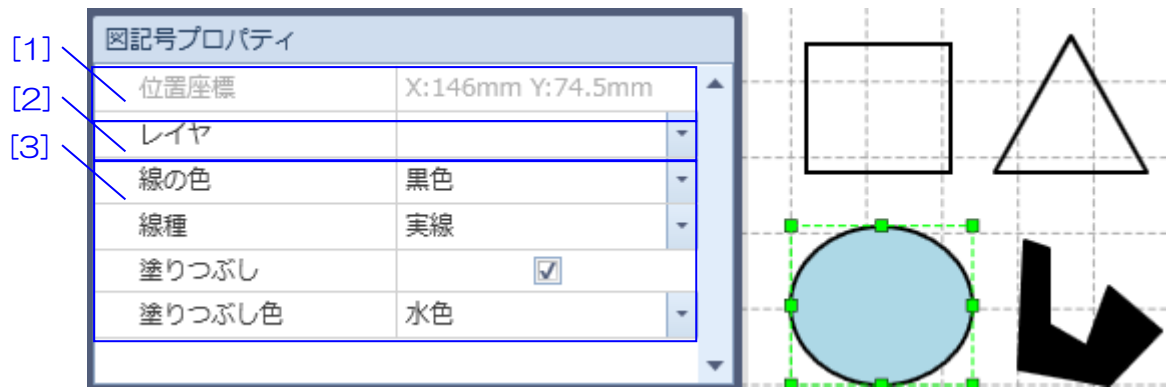 図記号プロパティ
[1]
位置座標 X:146mm Y:74.5mm
[2]
レイヤ
[3]
線の色 黒色
線種 実線
塗りつぶし
塗りつぶし色 水色